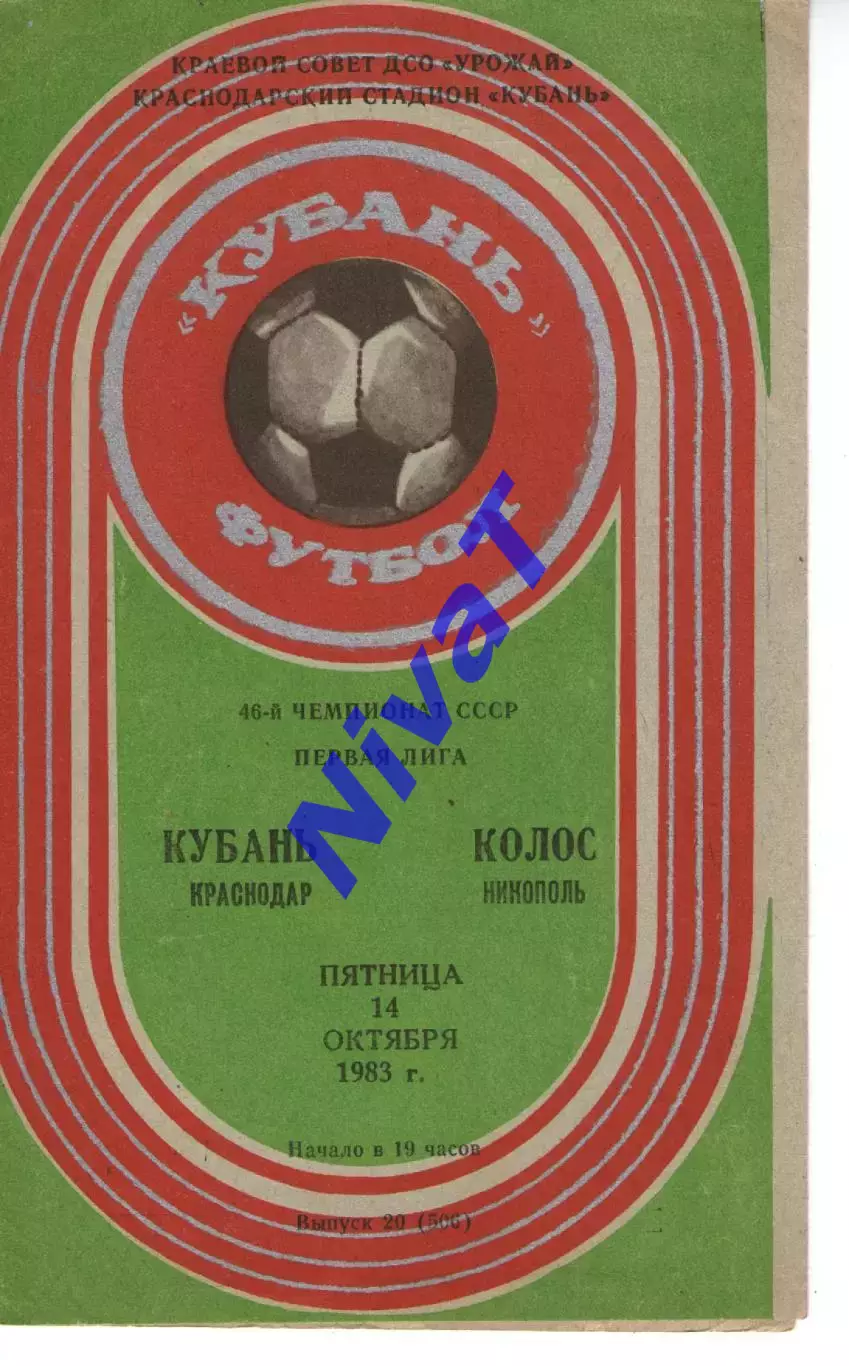 КРАЕВОЙ СОВЕТ ДСО «УРОЖАЙ»
КРАСНОДАРСКИЙ СТАДИОН «КУБАНЬ»
«КУБАНЬ»
ФУТБОЛ
46-й ЧЕМПИОНАТ СССР
ПЕРВАЯ ЛИГА
КУБАНЬ КОЛОС
КРАСНОДАР НИКОПОЛЬ
ПЯТНИЦА
14
ОКТЯБРЯ
1983 г.
Начало в 19 часов
Выпуск 20 (506)
NivaT